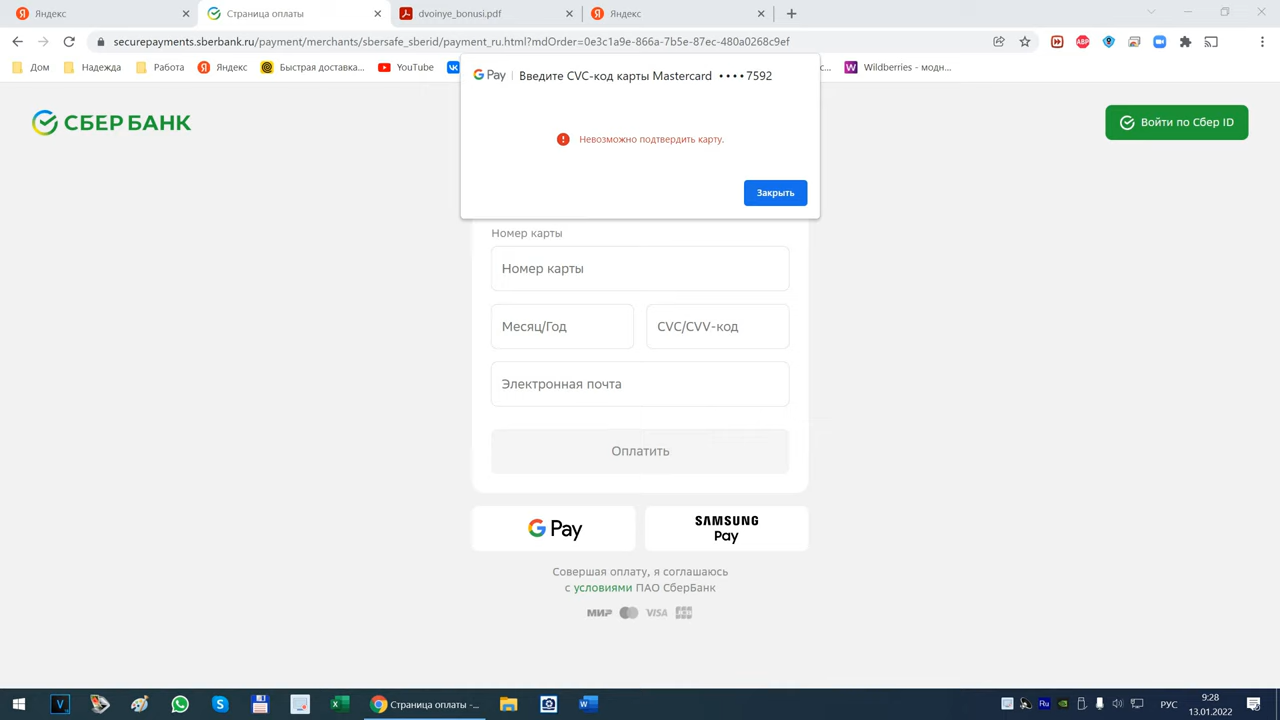 Яндекс
Страница оплаты
dvoinye_bonusi.pdf
Яндекс
securepayments.sberbank.ru/payment/merchants/sbersafe_sberid/payment_ru.html?mdOrder=0e3c1a9e-866a-7b5e-87ec-480a0268c9ef
ABP
Дом
Надежда
Работа
Яндекс
Быстрая доставка...
YouTube
с...
Wildberries - модн...
G Pay | Введите CVC-код карты Mastercard •••• 7592
Невозможно подтвердить карту.
Закрыть
СБЕР БАНК
Войти по Сбер ID
Номер карты
Номер карты
Месяц/Год
CVC/CVV-код
Электронная почта
Оплатить
G Pay
SAMSUNG
Pay
Совершая оплату, я соглашаюсь
с условиями ПАО СберБанк
МИР
VISA
JCB
Страница оплаты -...
Ru
РУС
9:28
13.01.2022